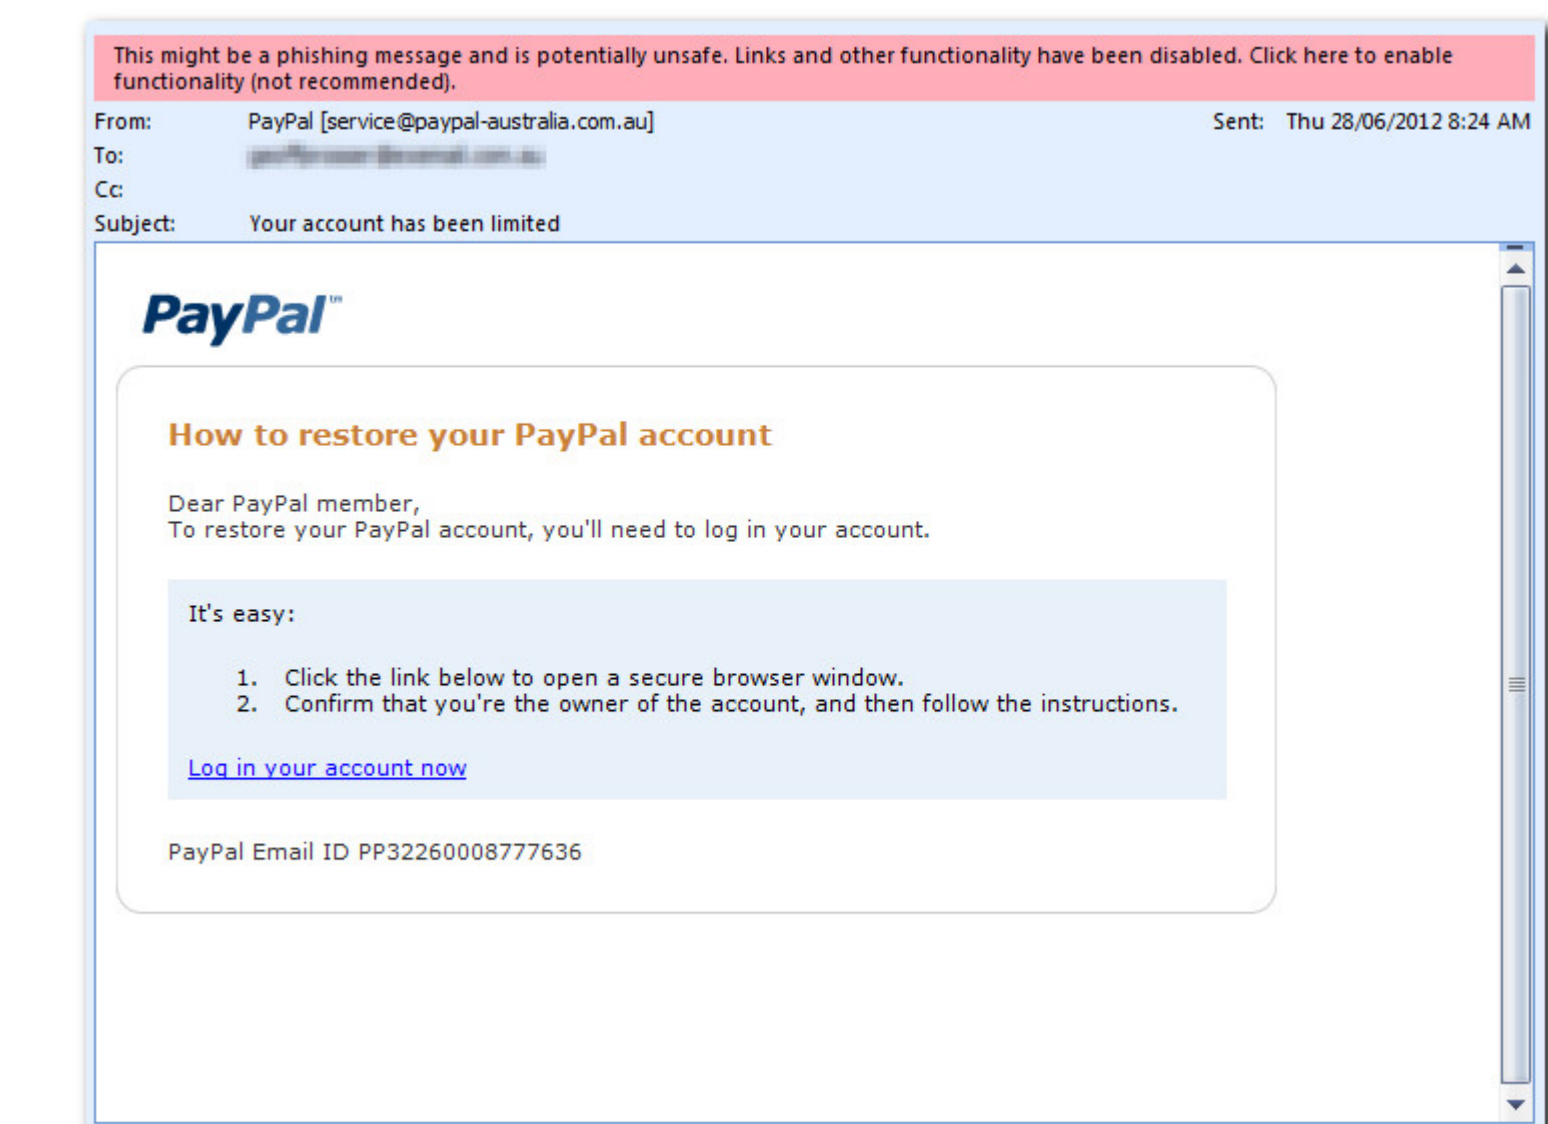 This might be a phishing message and is potentially unsafe. Links and other functionality have been disabled. Click here to enable
functionality (not recommended).
From: PayPal [service@paypal-australia.com.au] Sent: Thu 28/06/2012 8:24 AM
To:
Cc:
Subject: Your account has been limited
PayPal™
How to restore your PayPal account
Dear PayPal member,
To restore your PayPal account, you'll need to log in your account.
It's easy:
1. Click the link below to open a secure browser window.
2. Confirm that you're the owner of the account, and then follow the instructions.
Log in your account now
PayPal Email ID PP32260008777636